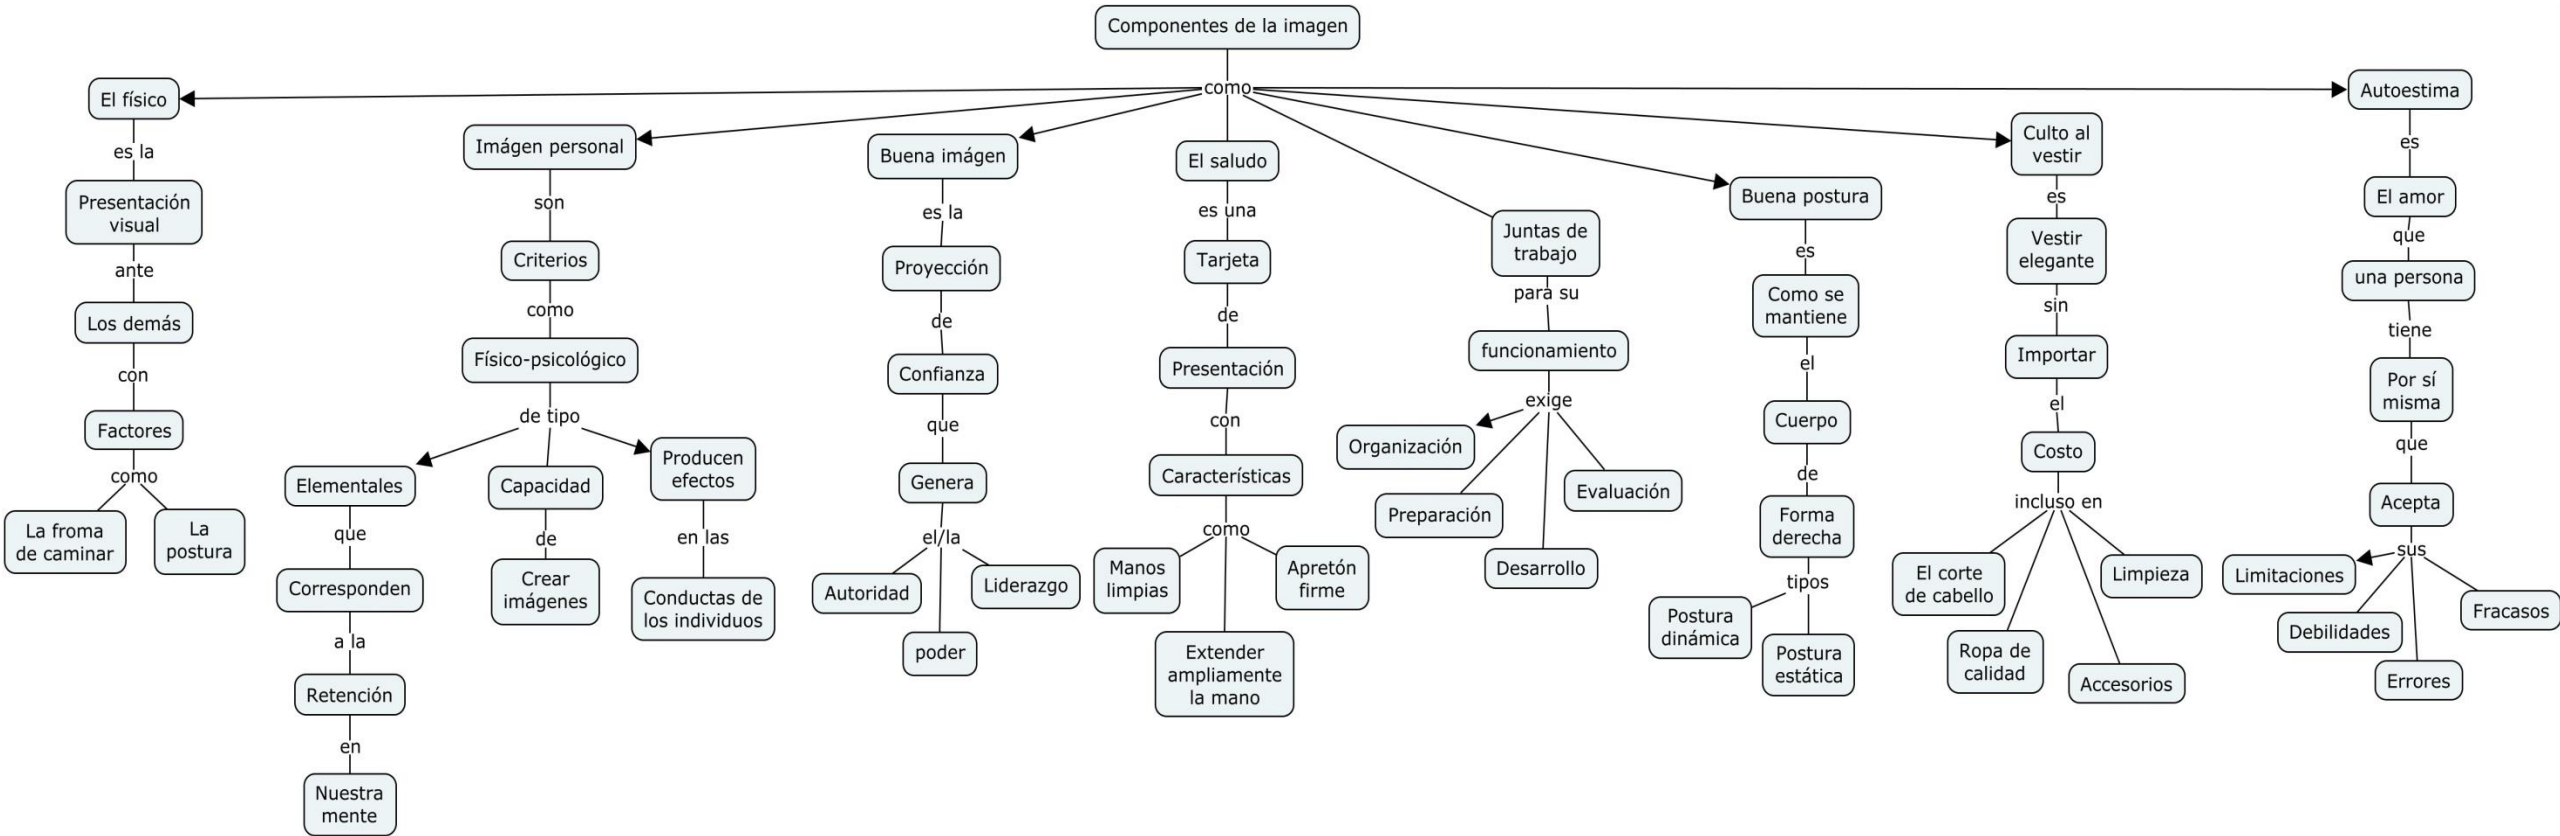 Componentes de la imagen
como
El físico
es la
Presentación
visual
ante
Los demás
con
Factores
como
La froma
de caminar
La
postura
Imágen personal
son
Criterios
como
Físico-psicológico
de tipo
Elementales
que
Corresponden
a la
Retención
en
Nuestra
mente
Capacidad
de
Crear
imágenes
Producen
efectos
en las
Conductas de
los individuos
Buena imágen
es la
Proyección
de
Confianza
que
Genera
el/la
Autoridad
poder
Liderazgo
El saludo
es una
Tarjeta
de
Presentación
con
Características
como
Manos
limpias
Extender
ampliamente
la mano
Apretón
firme
Juntas de
trabajo
para su
funcionamiento
exige
Organización
Preparación
Desarrollo
Evaluación
Buena postura
es
Como se
mantiene
el
Cuerpo
de
Forma
derecha
tipos
Postura
dinámica
Postura
estática
Culto al
vestir
es
Vestir
elegante
sin
Importar
el
Costo
incluso en
El corte
de cabello
Ropa de
calidad
Accesorios
Limpieza
Autoestima
es
El amor
que
una persona
tiene
Por sí
misma
que
Acepta
sus
Limitaciones
Debilidades
Errores
Fracasos